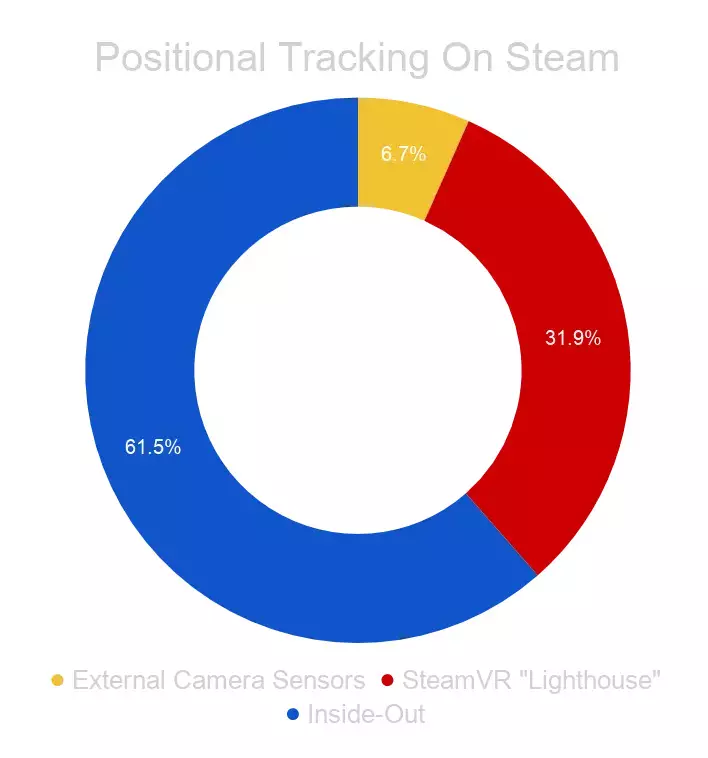 Positional Tracking On Steam
6.7%
31.9%
61.5%
External Camera Sensors SteamVR "Lighthouse"
Inside-Out